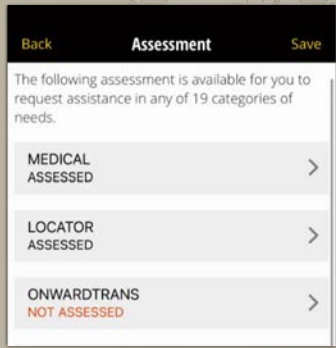 Back Assessment Save
The following assessment is available for you to
request assistance in any of 19 categories of
needs.
MEDICAL
ASSESSED
LOCATOR
ASSESSED
ONWARDTRANS
NOT ASSESSED